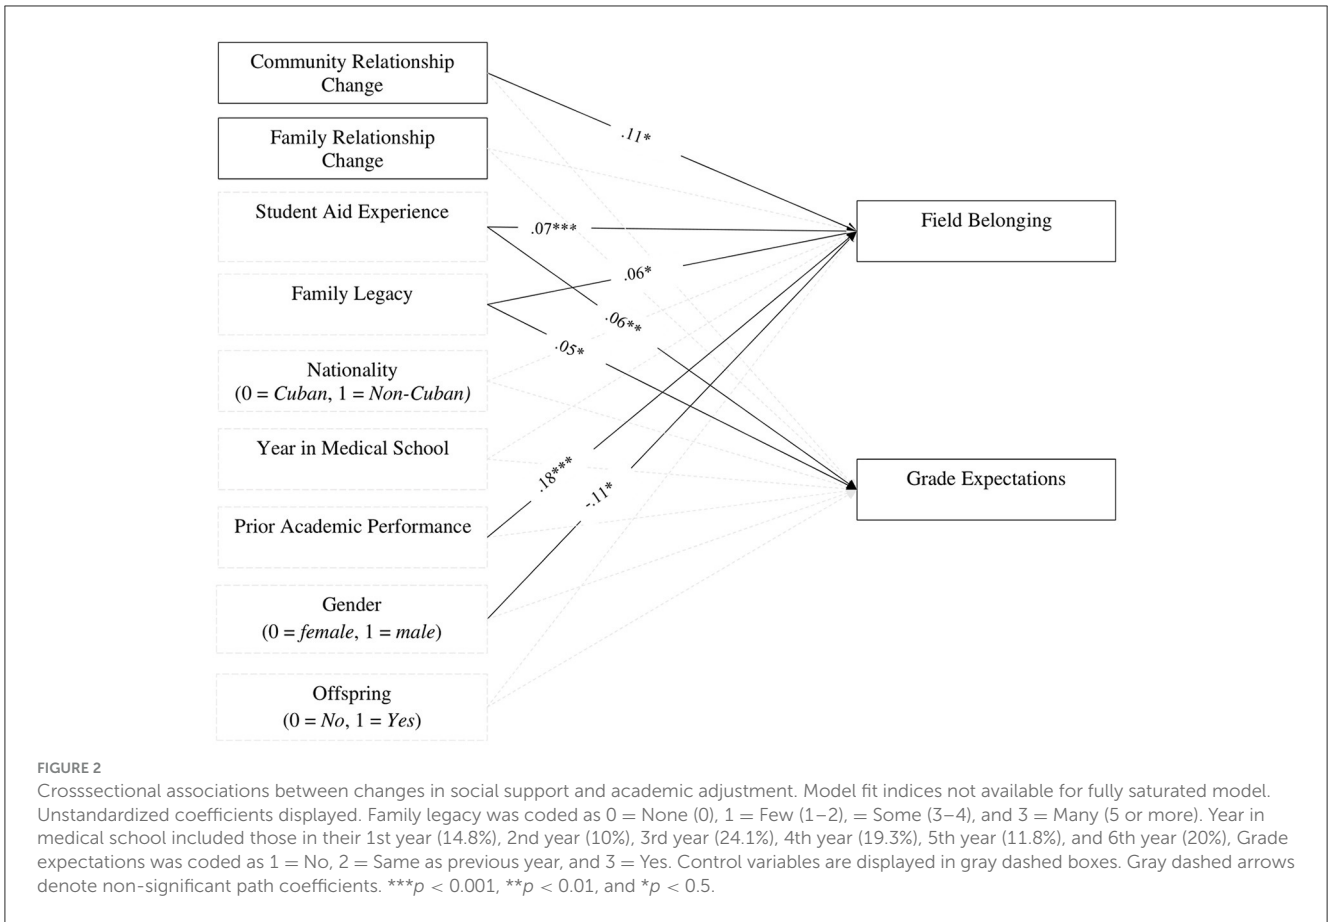 Community Relationship
Change
Family Relationship
Change
Student Aid Experience
Family Legacy
Nationality
(0 = Cuban, 1 = Non-Cuban)
Year in Medical School
Prior Academic Performance
Gender
(0 = female, 1 = male)
Offspring
(0 = No, 1 = Yes)
.11*
.07***
.06*
.06**
.05*
.18***
-.11*
Field Belonging
Grade Expectations
FIGURE 2
Crosssectional associations between changes in social support and academic adjustment. Model fit indices not available for fully saturated model.
Unstandardized coefficients displayed. Family legacy was coded as 0 = None (0), 1 = Few (1–2), = Some (3–4), and 3 = Many (5 or more). Year in
medical school included those in their 1st year (14.8%), 2nd year (10%), 3rd year (24.1%), 4th year (19.3%), 5th year (11.8%), and 6th year (20%), Grade
expectations was coded as 1 = No, 2 = Same as previous year, and 3 = Yes. Control variables are displayed in gray dashed boxes. Gray dashed arrows
denote non-significant path coefficients. ***p < 0.001, **p < 0.01, and *p < 0.5.